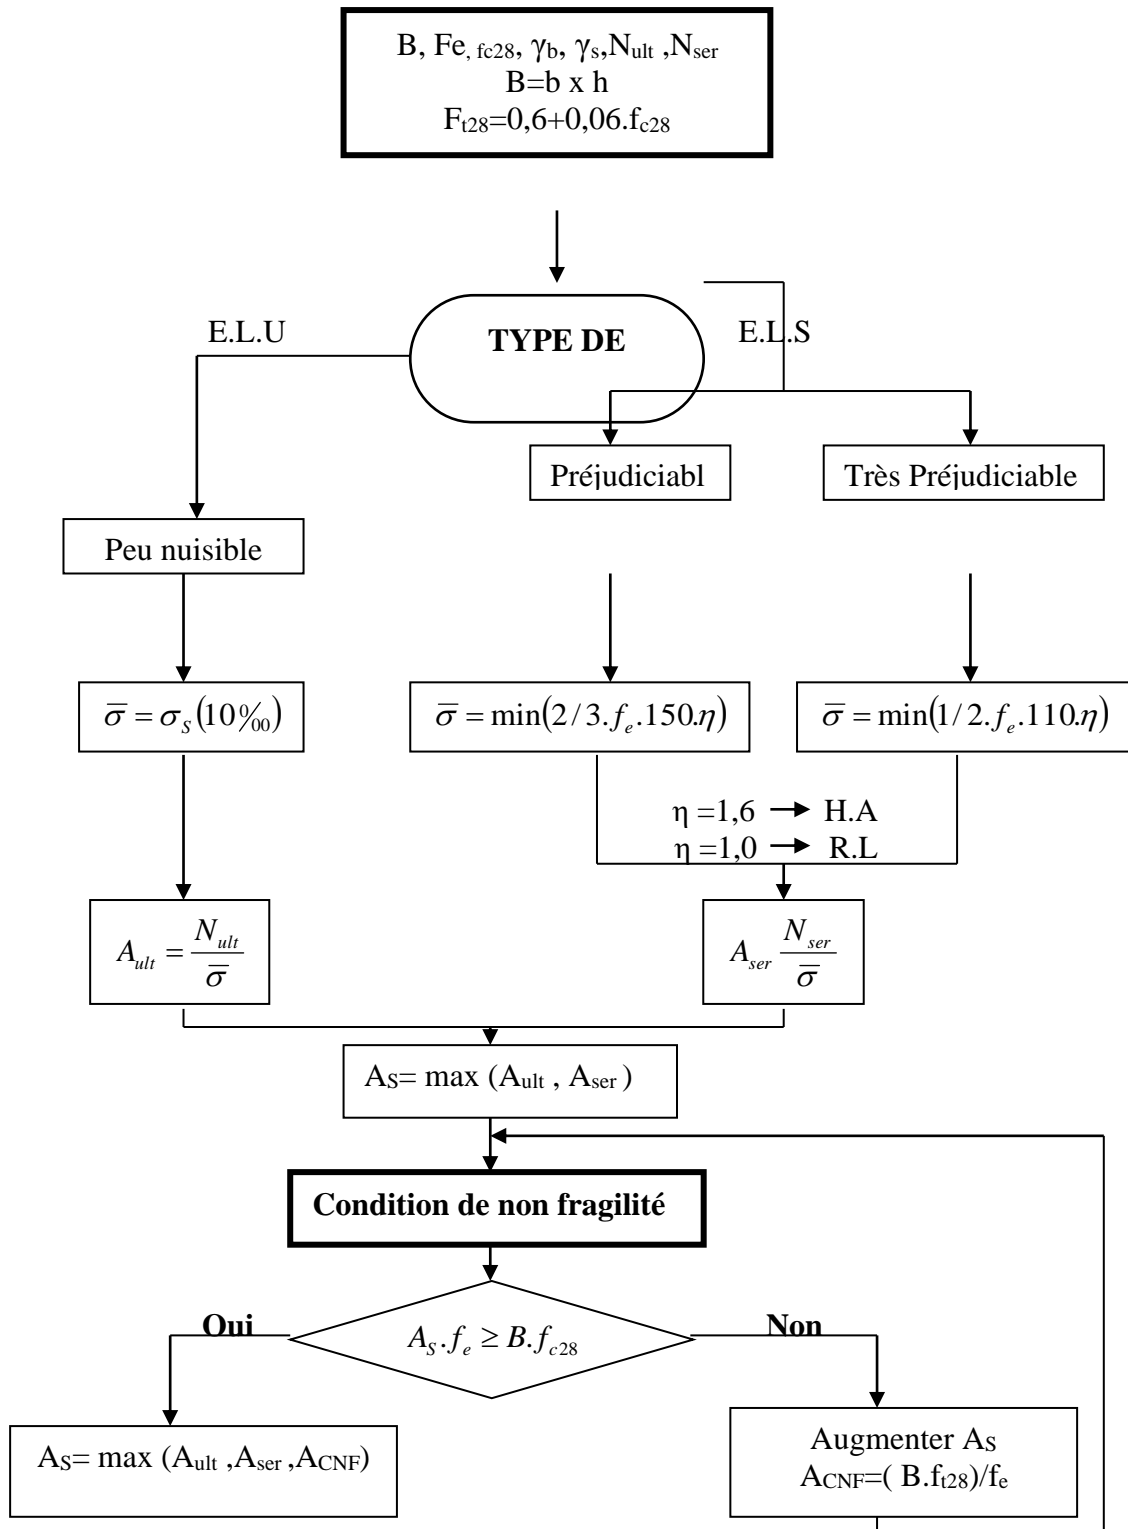 B, Fe, fc28, γb, γs,Nult ,Nser
B=b x h
Ft28=0,6+0,06.fc28
E.L.U
TYPE DE
E.L.S
Préjudiciabl
Très Préjudiciable
Peu nuisible
σ̅ = σS(10‰)
σ̅ = min(2/3.fe.150.η)
σ̅ = min(1/2.fe.110.η)
η =1,6 → H.A
η =1,0 → R.L
Ault = Nult / σ̅
Aser Nser / σ̅
AS= max (Ault , Aser )
Condition de non fragilité
Oui
AS.fe ≥ B.fc28
Non
AS= max (Ault ,Aser ,ACNF)
Augmenter AS
ACNF=( B.ft28)/fe